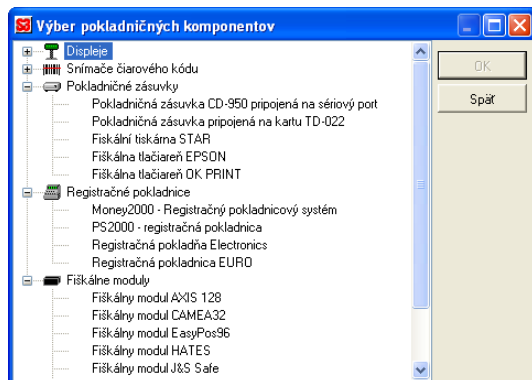 Výber pokladničných komponentov
Displeje
Snímače čiarového kódu
Pokladničné zásuvky
Pokladničná zásuvka CD-950 pripojená na sériový port
Pokladničná zásuvka pripojená na kartu TD-022
Fiskální tiskárna STAR
Fiškálna tlačiareň EPSON
Fiškálna tlačiareň OK PRINT
Registračné pokladnice
Money2000 - Registračný pokladnicový systém
PS2000 - registračná pokladnica
Registračná pokladňa Electronics
Registračná pokladnica EURO
Fiškálne moduly
Fiškálny modul AXIS 128
Fiškálny modul CAMEA32
Fiškálny modul EasyPos96
Fiškálny modul HATES
Fiškálny modul J&S Safe
OK
Späť